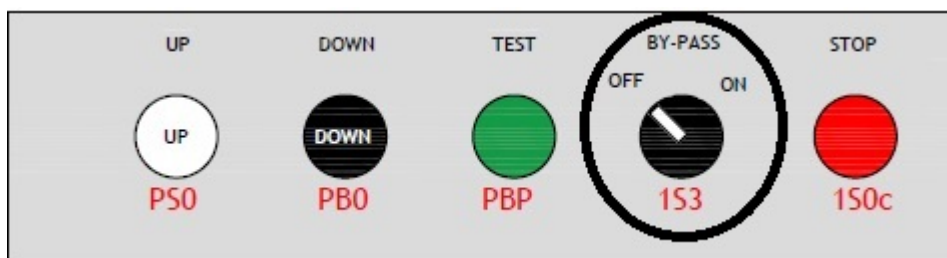 UP DOWN TEST BY-PASS STOP
OFF ON
UP DOWN
PS0 PB0 PBP 1S3 1S0c